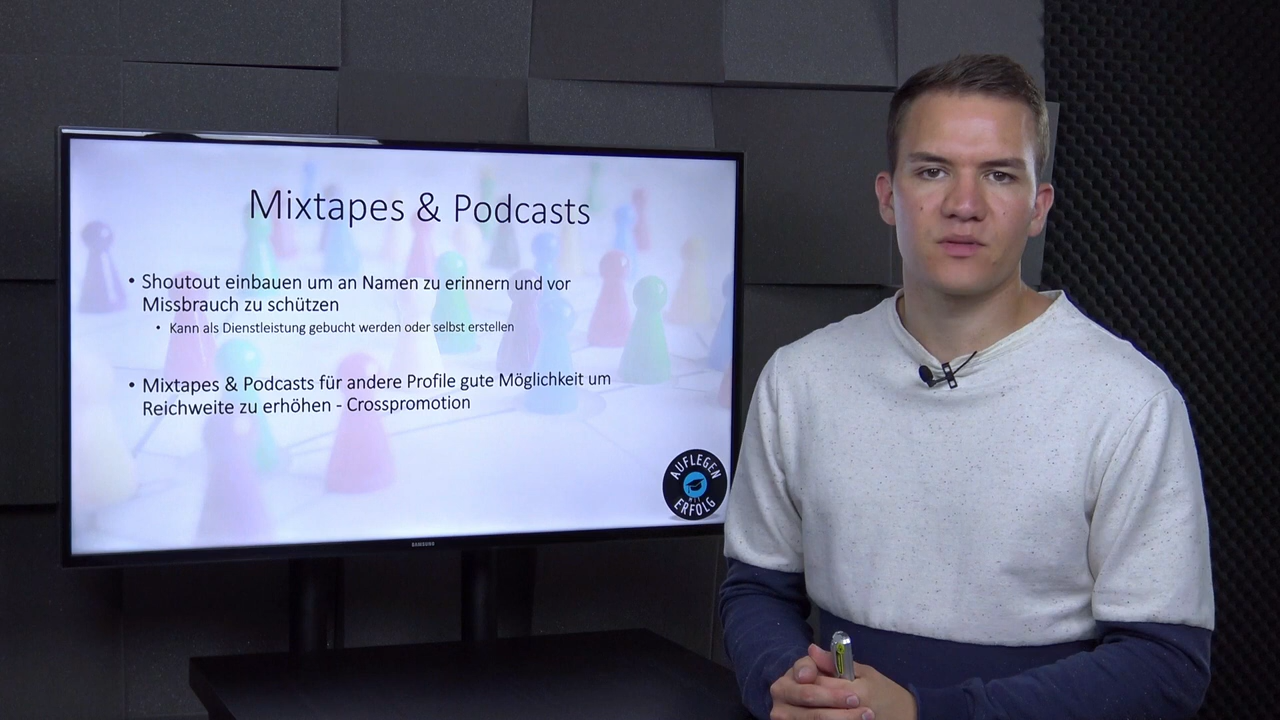 Mixtapes & Podcasts
• Shoutout einbauen um an Namen zu erinnern und vor
Missbrauch zu schützen
• Kann als Dienstleistung gebucht werden oder selbst erstellen
• Mixtapes & Podcasts für andere Profile gute Möglichkeit um
Reichweite zu erhöhen - Crosspromotion
AUFLEGEN
MIT
ERFOLG
SAMSUNG